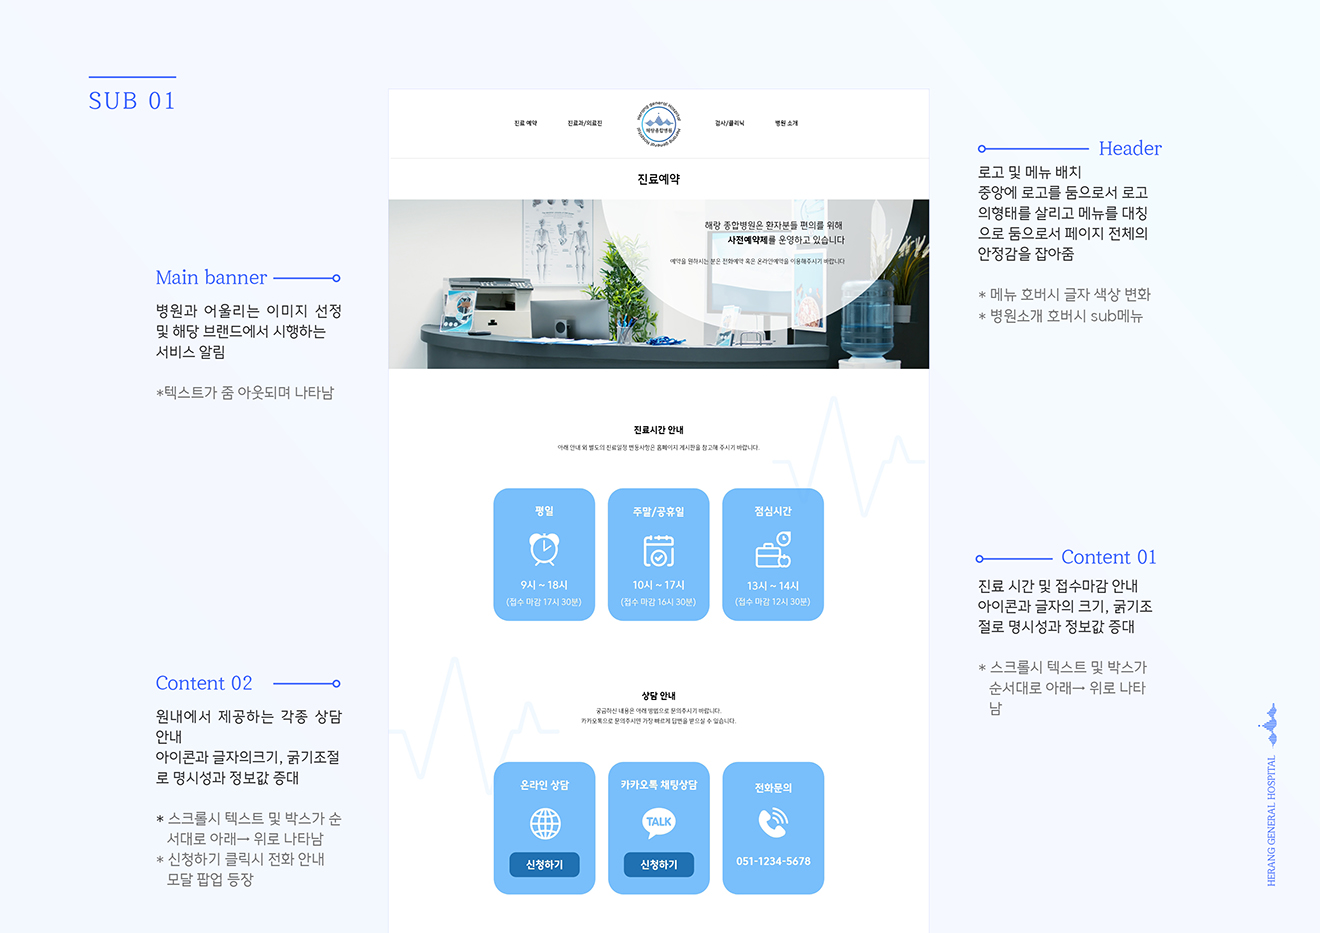 SUB 01
진료 예약
진료과/의료진
Herang general Hospital
해랑종합병원
Herang general Hospital
검사/클리닉
병원 소개
진료예약
해랑 종합병원은 환자분들 편의를 위해
사전예약제를 운영하고 있습니다
예약을 원하시는 분은 전화예약 혹은 온라인예약을 이용해주시기 바랍니다
Header
로고 및 메뉴 배치
중앙에 로고를 둠으로서 로고
의형태를 살리고 메뉴를 대칭
으로 둠으로서 페이지 전체의
안정감을 잡아줌
* 메뉴 호버시 글자 색상 변화
* 병원소개 호버시 sub메뉴
Main banner
병원과 어울리는 이미지 선정
및 해당 브랜드에서 시행하는
서비스 알림
*텍스트가 줌 아웃되며 나타남
진료시간 안내
아래 안내 외 별도의 진료일정 변동사항은 홈페이지 게시판을 참고해 주시기 바랍니다.
평일
9시 ~ 18시
(접수 마감 17시 30분)
주말/공휴일
10시 ~ 17시
(접수 마감 16시 30분)
점심시간
13시 ~ 14시
(접수 마감 12시 30분)
Content 01
진료 시간 및 접수마감 안내
아이콘과 글자의 크기, 굵기조
절로 명시성과 정보값 증대
* 스크롤시 텍스트 및 박스가
순서대로 아래→ 위로 나타
남
Content 02
원내에서 제공하는 각종 상담
안내
아이콘과 글자의크기, 굵기조절
로 명시성과 정보값 증대
* 스크롤시 텍스트 및 박스가 순
서대로 아래→ 위로 나타남
* 신청하기 클릭시 전화 안내
모달 팝업 등장
상담 안내
궁금하신 내용은 아래 방법으로 문의주시기 바랍니다.
카카오톡으로 문의주시면 가장 빠르게 답변을 받으실 수 있습니다.
온라인 상담
신청하기
카카오톡 채팅상담
TALK
신청하기
전화문의
051-1234-5678
HERANG GENERAL HOSPITAL